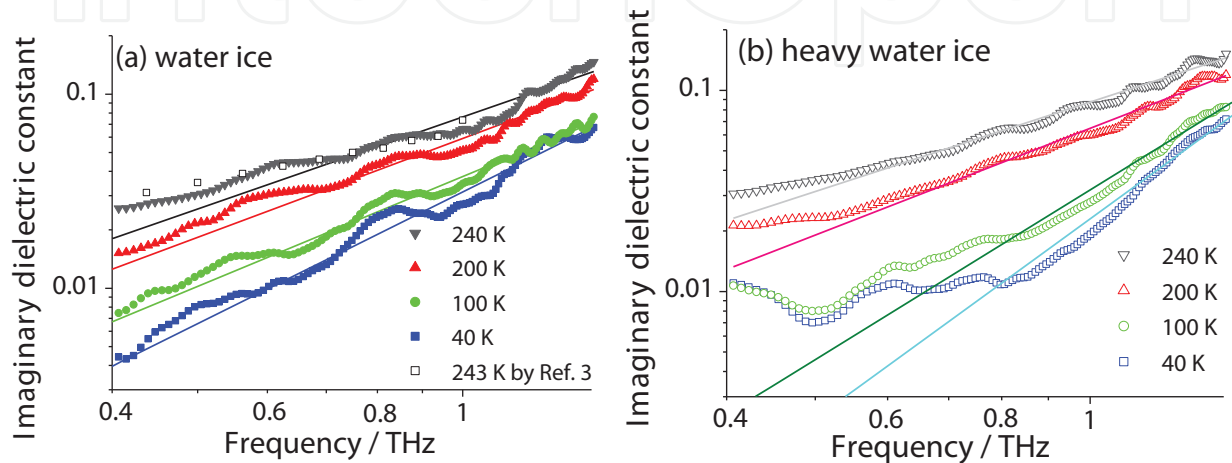 intechopen
(a) water ice
Imaginary dielectric constant
0.1
0.01
240 K
200 K
100 K
40 K
243 K by Ref. 3
0.4
0.6
0.8
1
Frequency / THz
(b) heavy water ice
Imaginary dielectric constant
0.1
0.01
240 K
200 K
100 K
40 K
0.4
0.6
0.8
1
Frequency / THz